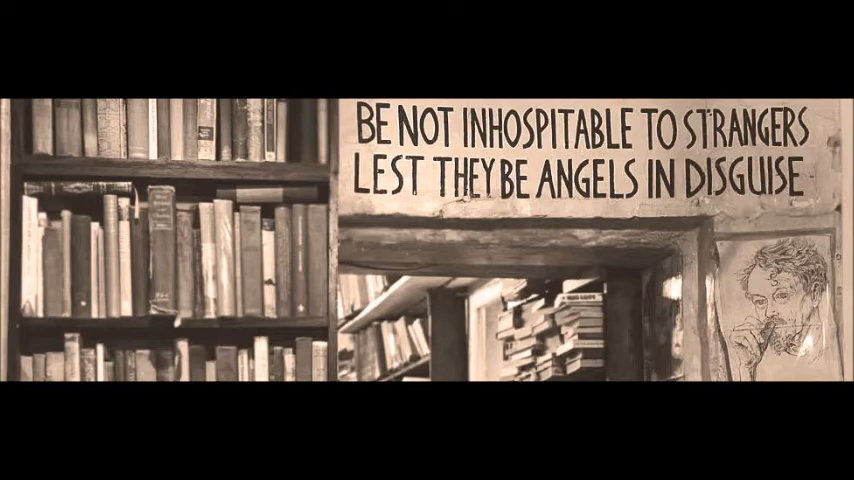 BE NOT INHOSPITABLE TO STRANGERS
LEST THEY BE ANGELS IN DISGUISE